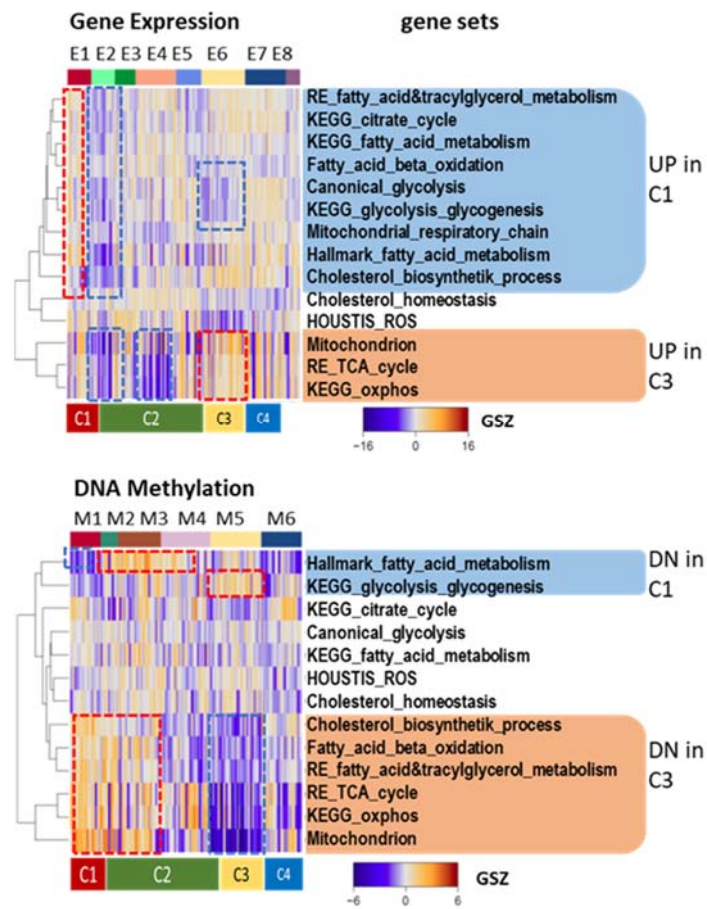 Gene Expression
gene sets
E1 E2 E3 E4 E5 E6 E7 E8
RE_fatty_acid&tracylglycerol_metabolism
KEGG_citrate_cycle
KEGG_fatty_acid_metabolism
Fatty_acid_beta_oxidation
Canonical_glycolysis
KEGG_glycolysis_glycogenesis
Mitochondrial_respiratory_chain
Hallmark_fatty_acid_metabolism
Cholesterol_biosynthetik_process
UP in
C1
Cholesterol_homeostasis
HOUSTIS_ROS
Mitochondrion
RE_TCA_cycle
KEGG_oxphos
UP in
C3
C1 C2 C3 C4
GSZ
-16 0 16
DNA Methylation
M1 M2 M3 M4 M5 M6
Hallmark_fatty_acid_metabolism
KEGG_glycolysis_glycogenesis
DN in
C1
KEGG_citrate_cycle
Canonical_glycolysis
KEGG_fatty_acid_metabolism
HOUSTIS_ROS
Cholesterol_homeostasis
Cholesterol_biosynthetik_process
Fatty_acid_beta_oxidation
RE_fatty_acid&tracylglycerol_metabolism
RE_TCA_cycle
KEGG_oxphos
Mitochondrion
DN in
C3
C1 C2 C3 C4
GSZ
-6 0 6